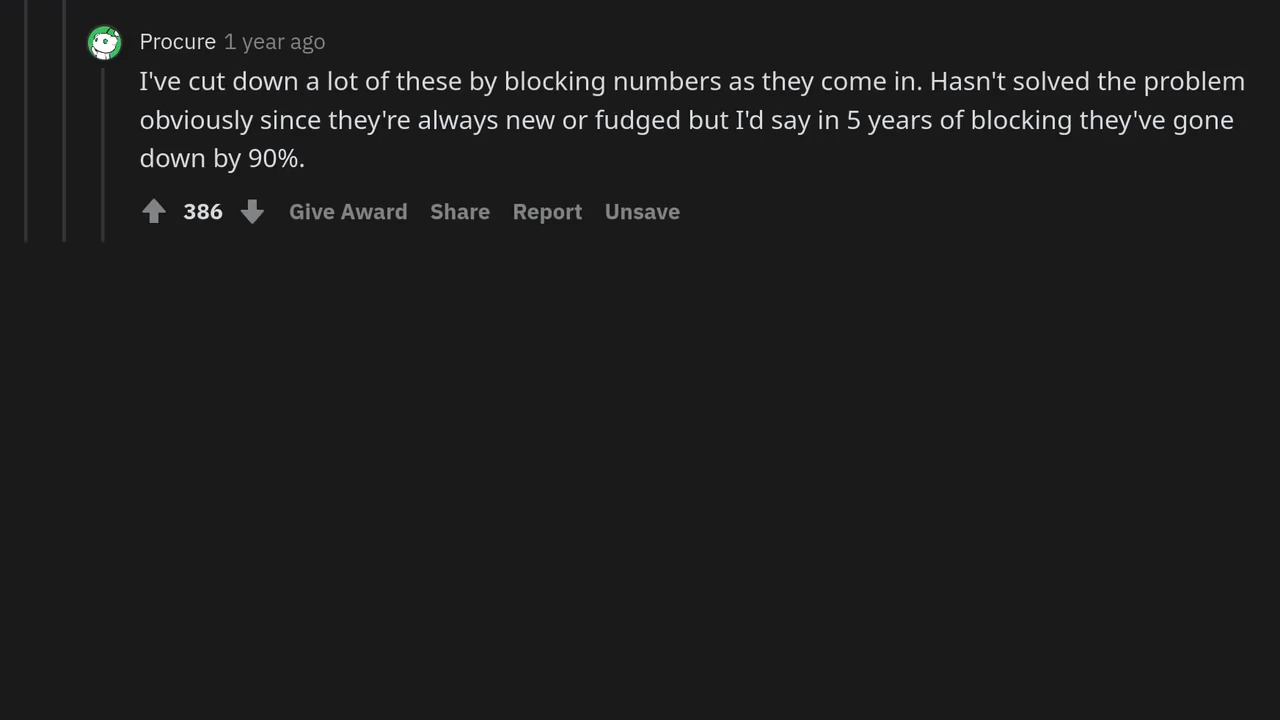 Procure 1 year ago
I've cut down a lot of these by blocking numbers as they come in. Hasn't solved the problem
obviously since they're always new or fudged but I'd say in 5 years of blocking they've gone
down by 90%.
386 Give Award Share Report Unsave